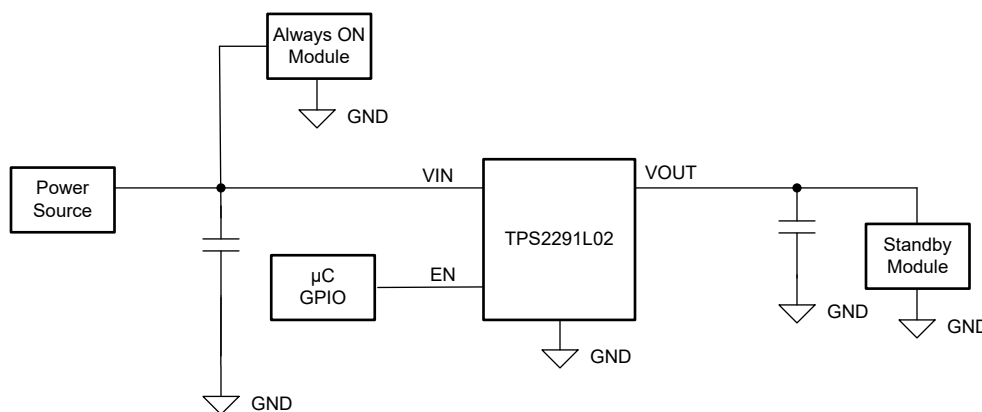 Always ON
Module
GND
Power
Source
VIN
VOUT
TPS2291L02
µC
GPIO
EN
Standby
Module
GND
GND
GND
GND